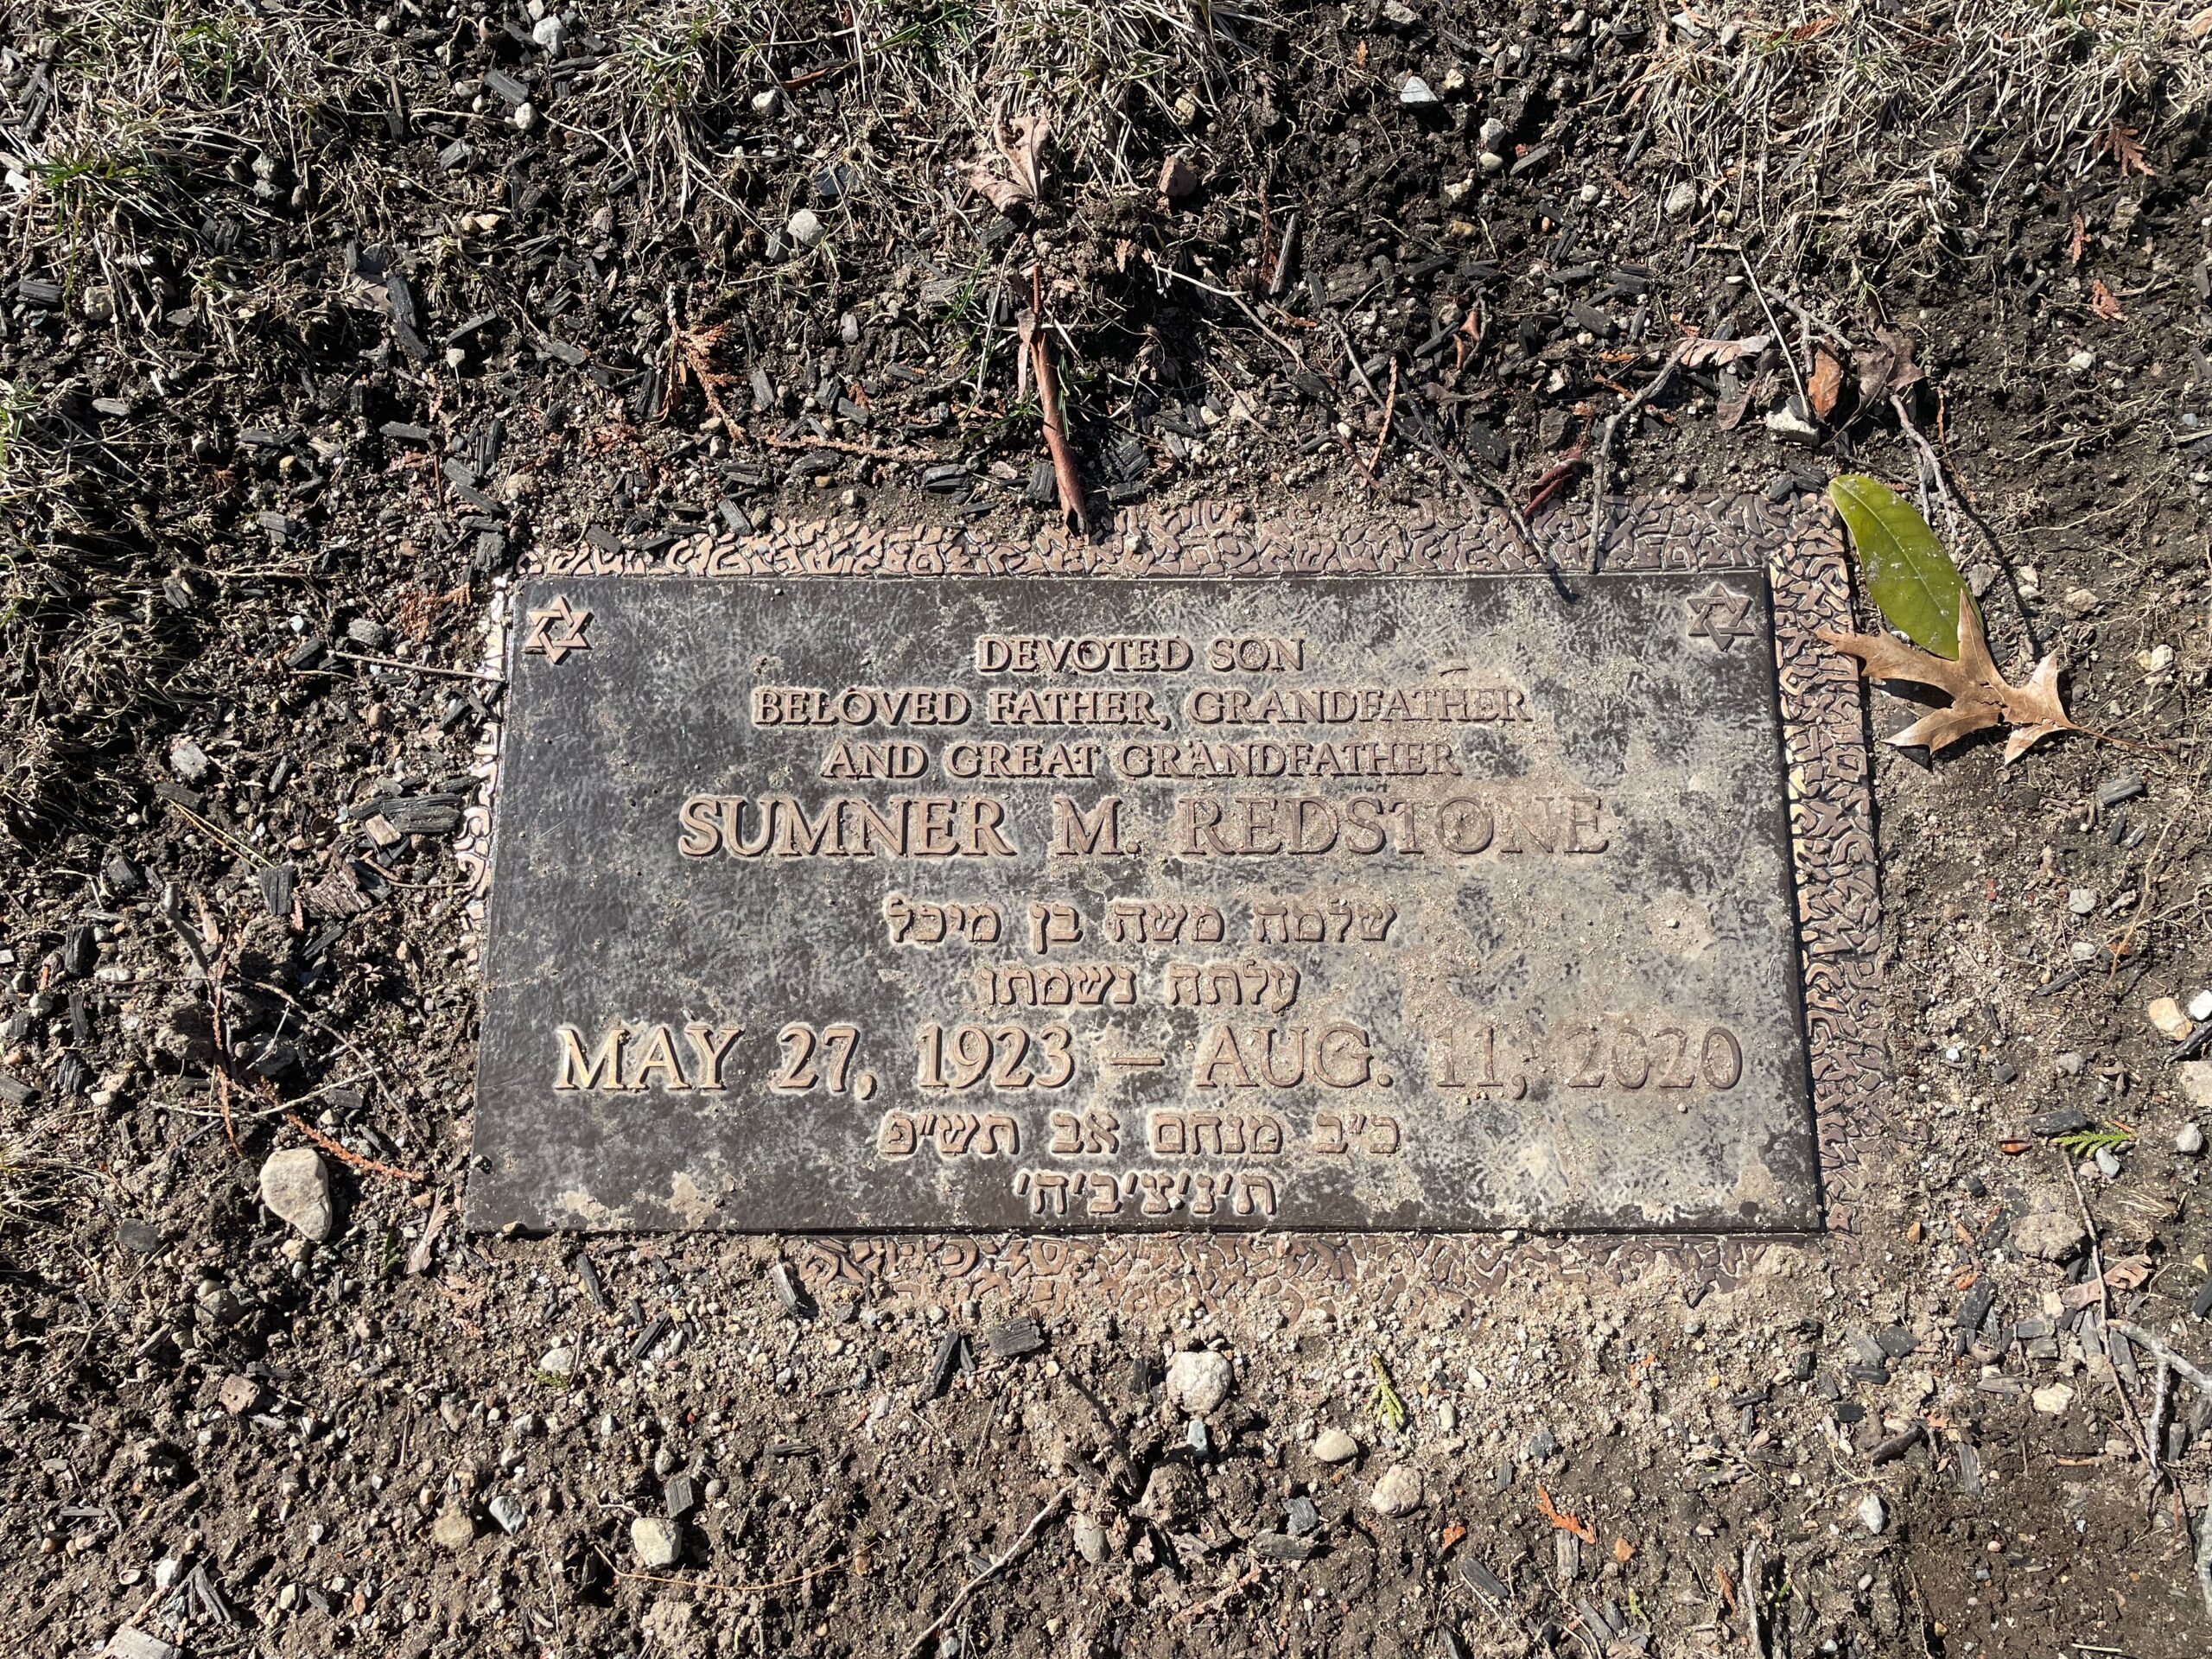 DEVOTED SON
BELOVED FATHER, GRANDFATHER
AND GREAT GRANDFATHER
SUMNER M. REDSTONE
שלמה משה בן מיכל
עלתה נשמתו
MAY 27, 1923 – AUG. 11, 2020
כ"ב מנחם אב תש"פ
ת'נ'צ'ב'ה'